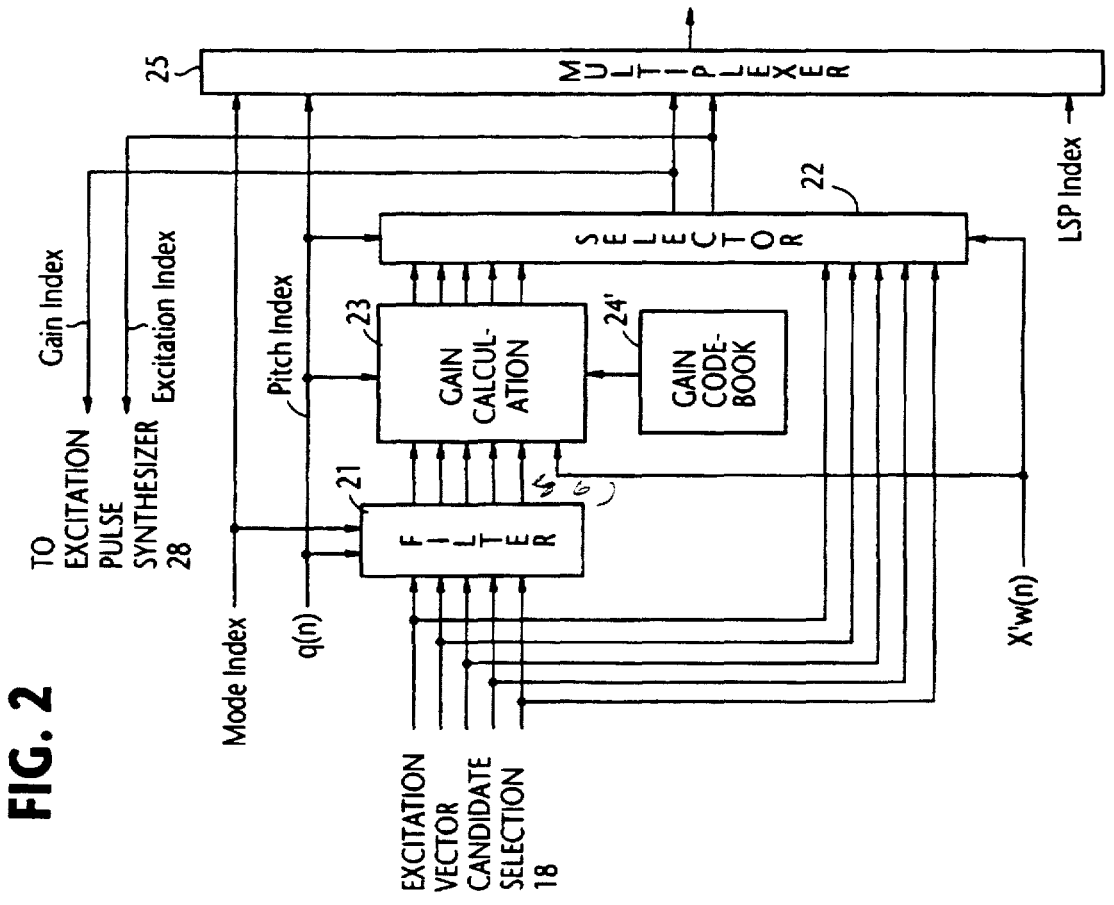 FIG. 2
TO
EXCITATION
PULSE
SYNTHESIZER
28
Gain Index
Excitation Index
Mode Index
q(n)
Pitch Index
25
MULTIPLEXER
21
FILTER
23
GAIN
CALCUL-
ATION
22
SELECTOR
24'
GAIN
CODE-
BOOK
EXCITATION
VECTOR
CANDIDATE
SELECTION
18
X'w(n)
LSP Index